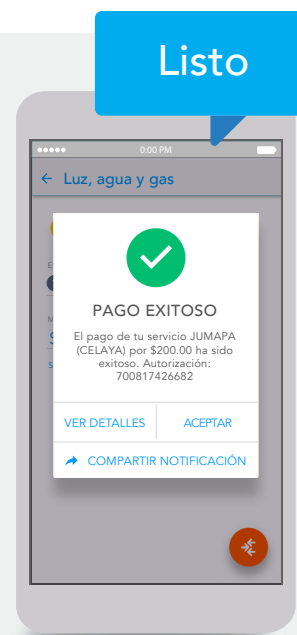 Listo
0:00 PM
Luz, agua y gas
PAGO EXITOSO
El pago de tu servicio JUMAPA
(CELAYA) por $200.00 ha sido
exitoso. Autorización:
700817426682
VER DETALLES
ACEPTAR
COMPARTIR NOTIFICACIÓN